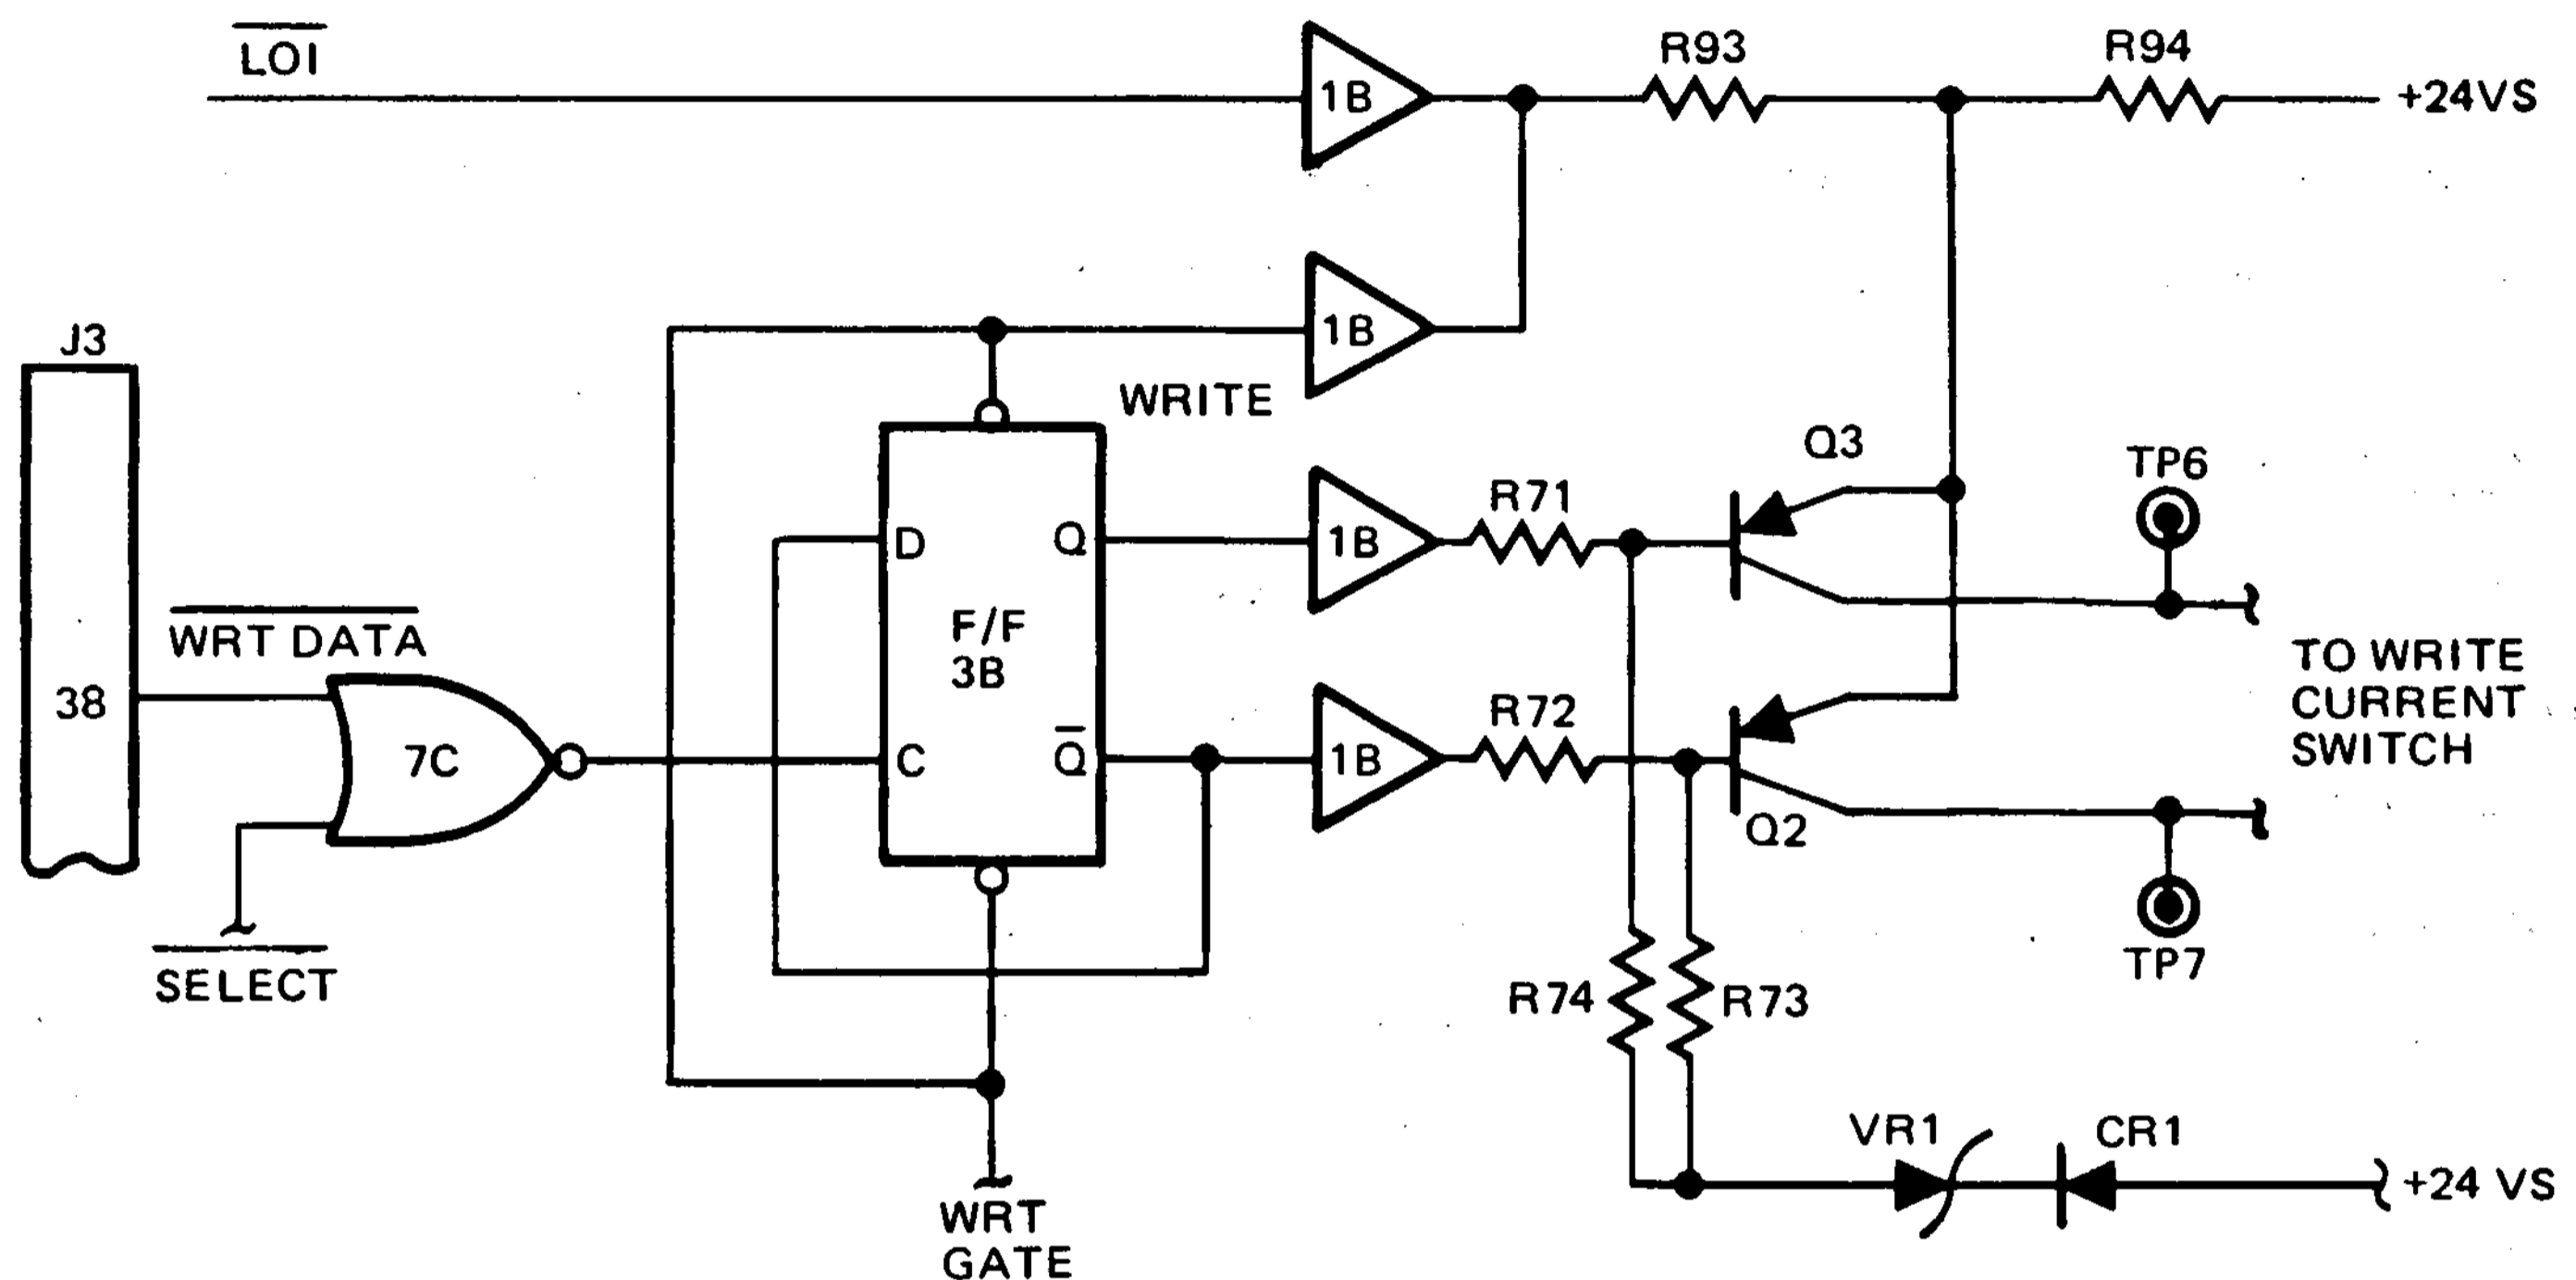 LOI
1B
R93
R94
+24VS
J3
1B
WRITE
Q3
TP6
D
Q
1B
R71
F/F
3B
WRT DATA
38
7C
C
Q̅
1B
R72
Q2
TO WRITE
CURRENT
SWITCH
SELECT
TP7
R74
R73
VR1
CR1
+24 VS
WRT
GATE